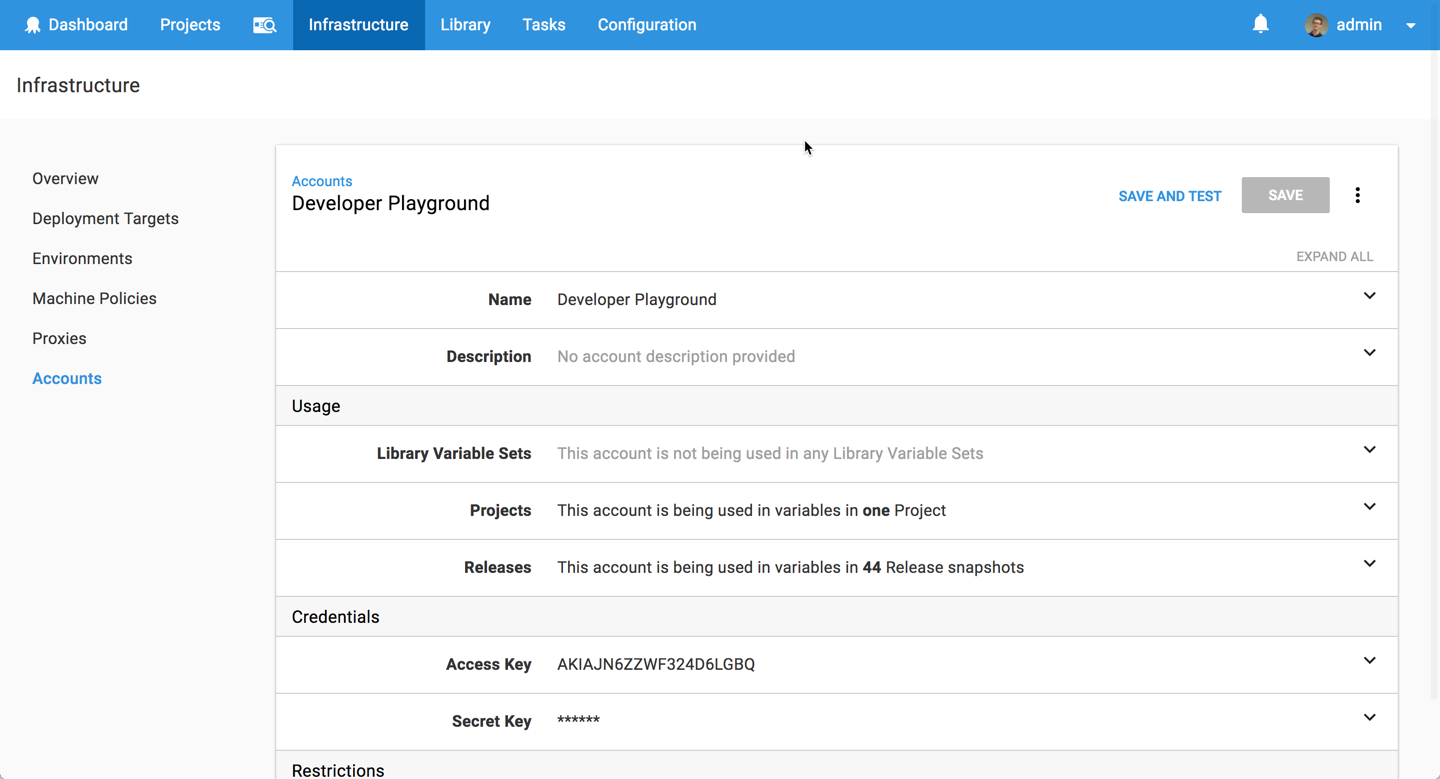 Dashboard Projects Infrastructure Library Tasks Configuration admin
Infrastructure
Overview
Deployment Targets
Environments
Machine Policies
Proxies
Accounts
Accounts
Developer Playground
SAVE AND TEST SAVE
EXPAND ALL
Name Developer Playground
Description No account description provided
Usage
Library Variable Sets This account is not being used in any Library Variable Sets
Projects This account is being used in variables in one Project
Releases This account is being used in variables in 44 Release snapshots
Credentials
Access Key AKIAJN6ZZWF324D6LGBQ
Secret Key ******
Restrictions